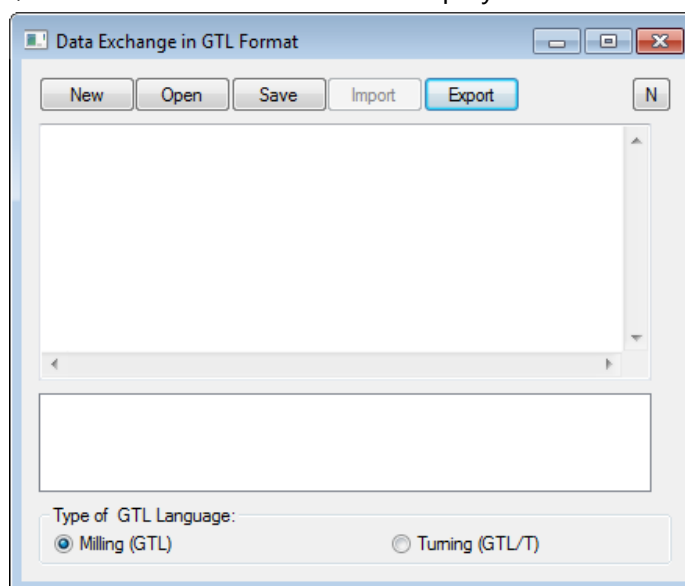 Data Exchange in GTL Format
New Open Save Import Export N
Type of GTL Language:
Milling (GTL) Turning (GTL/T)